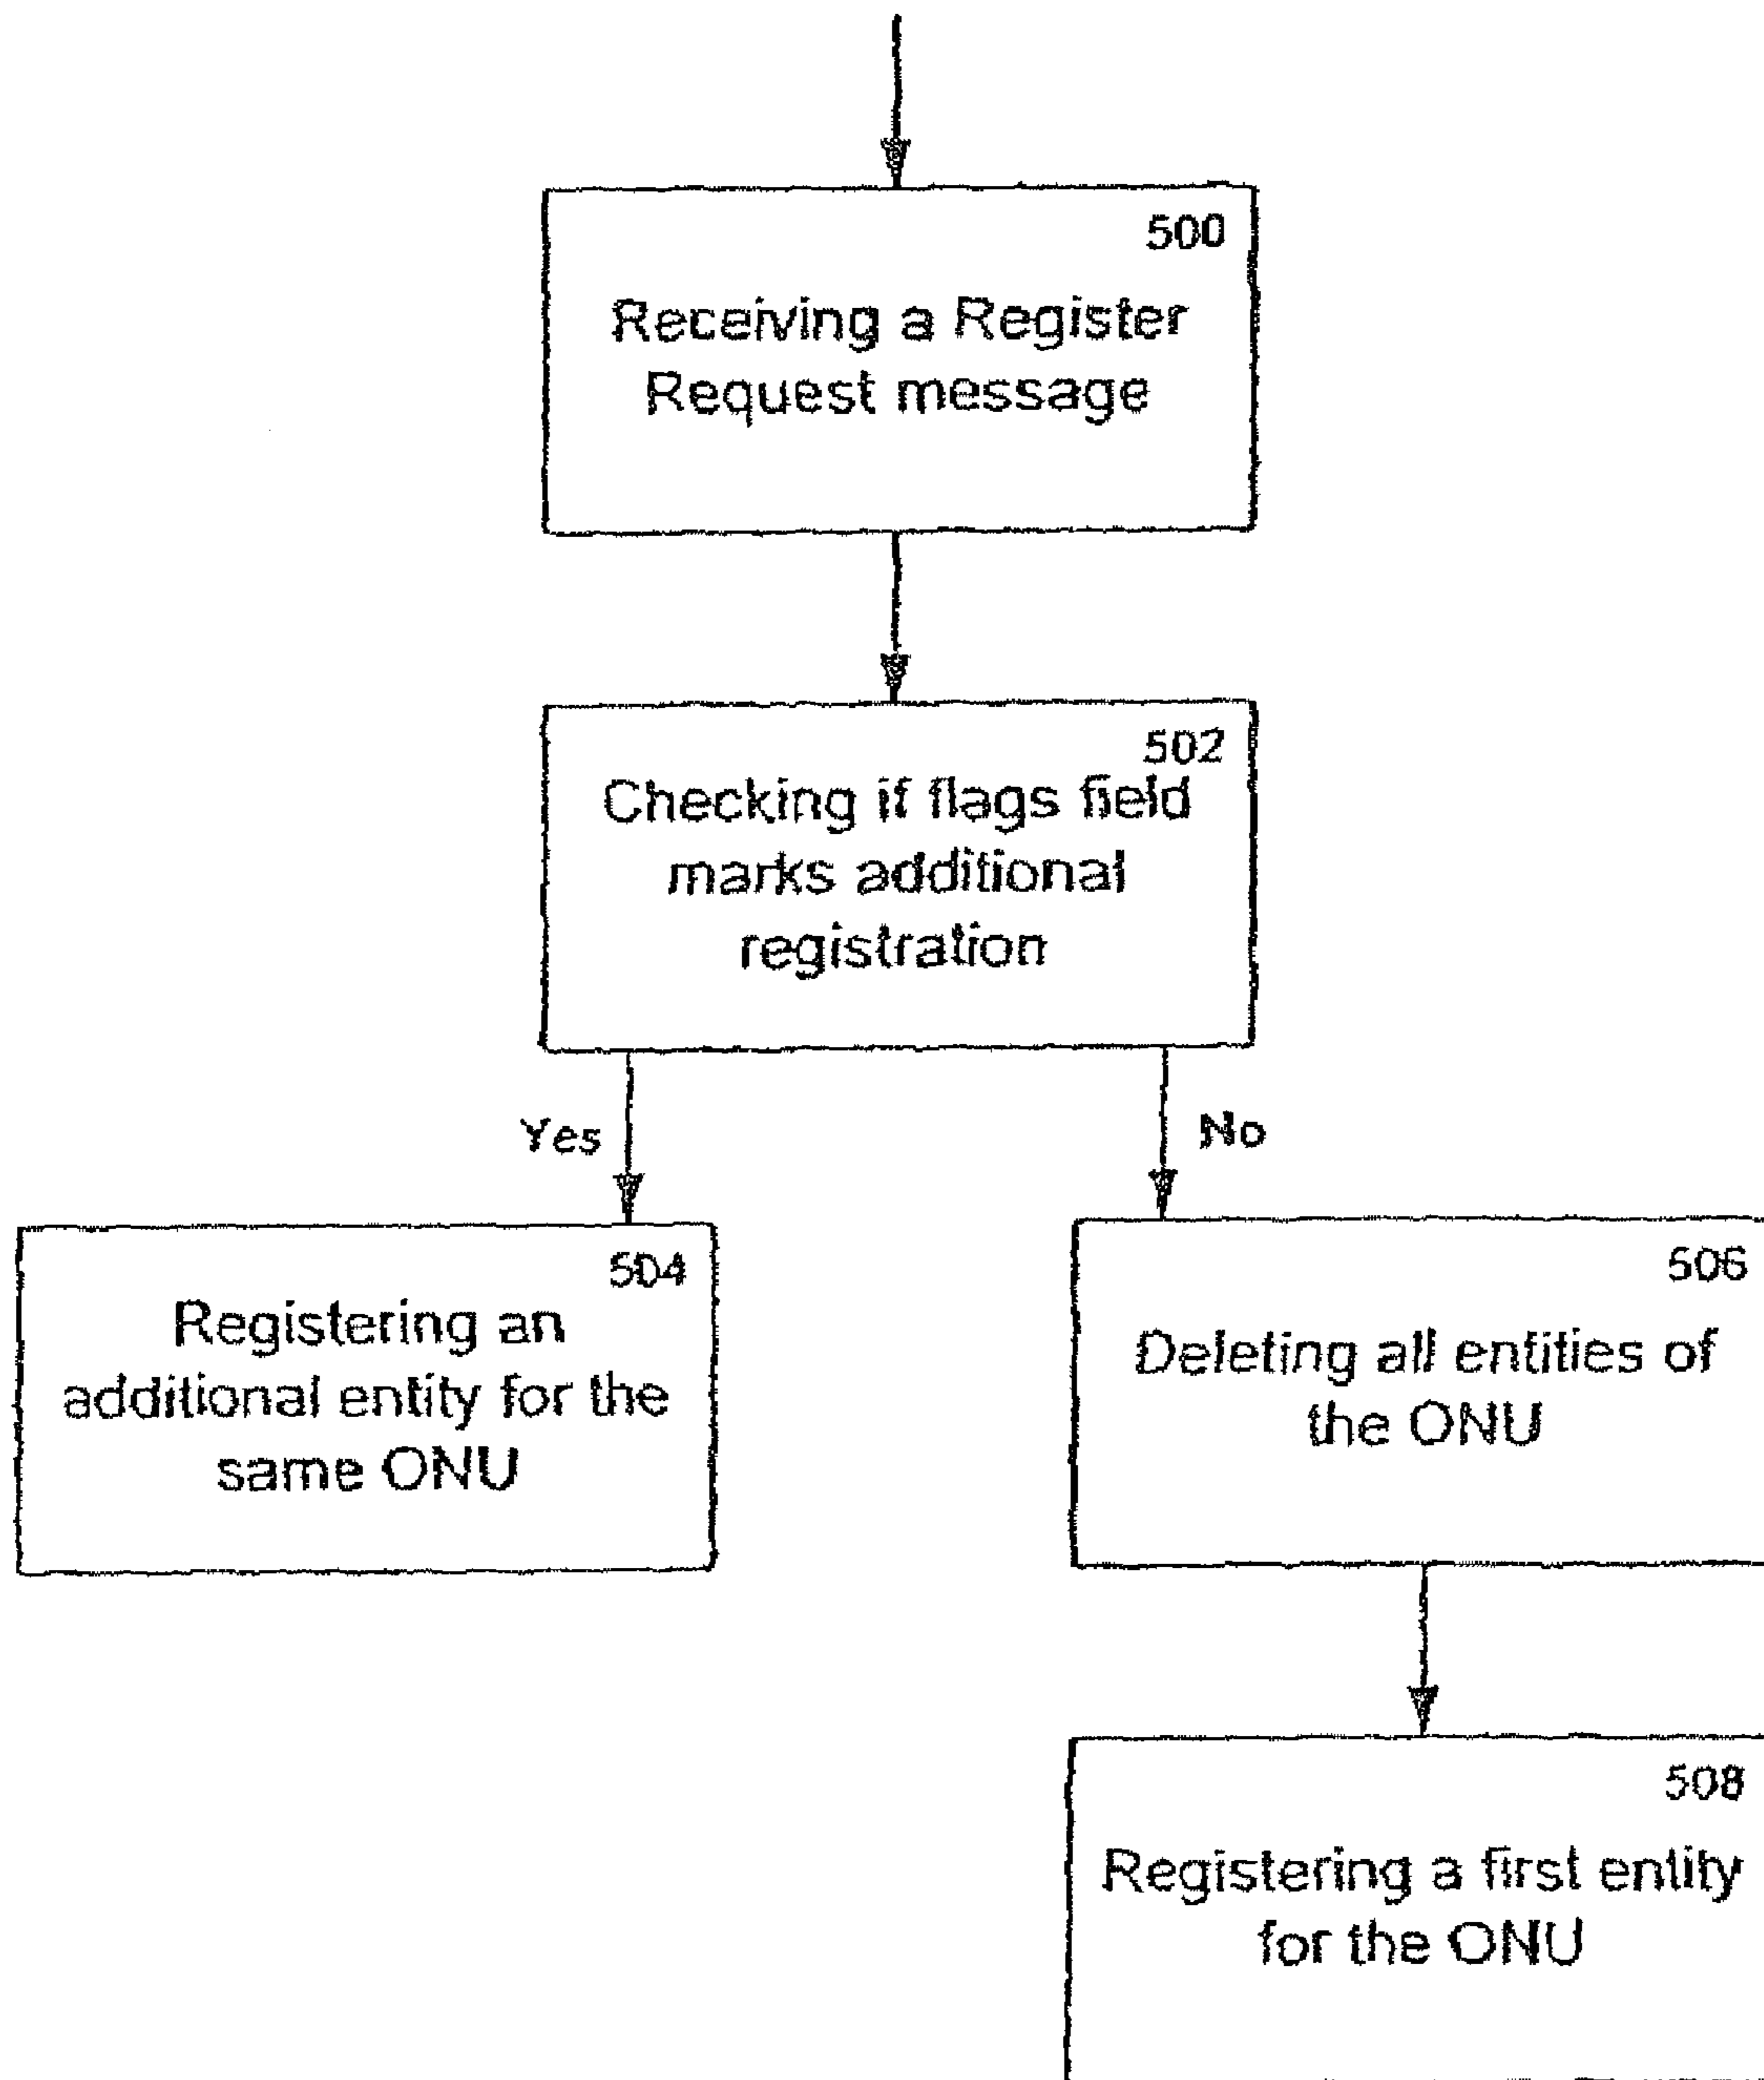 500
Receiving a Register
Request message
502
Checking if flags field
marks additional
registration
Yes
No
504
Registering an
additional entity for the
same ONU
506
Deleting all entities of
the ONU
508
Registering a first entity
for the ONU